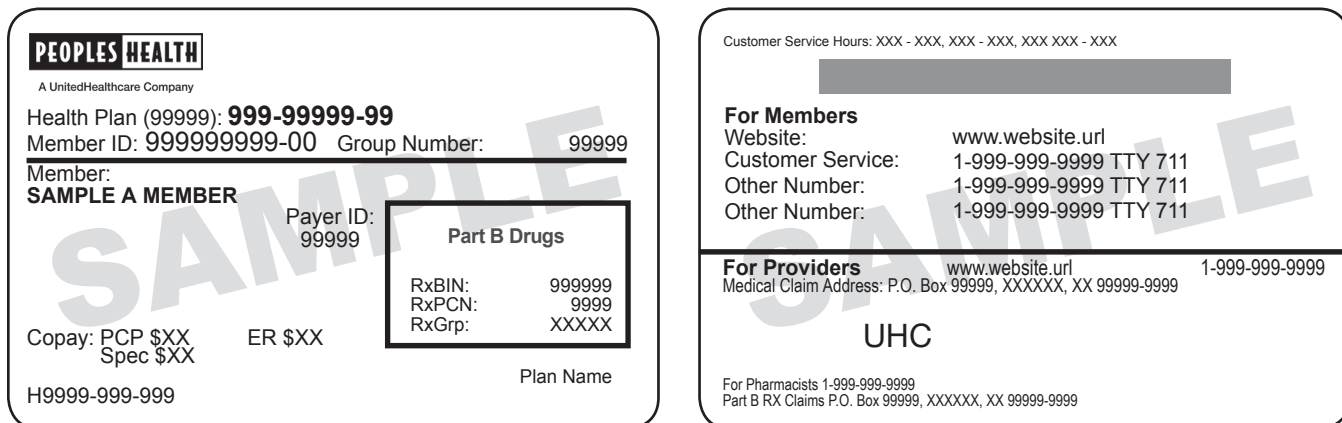 PEOPLES HEALTH
A UnitedHealthcare Company
Health Plan (99999): 999-99999-99
Member ID: 999999999-00 Group Number: 99999
Member:
SAMPLE A MEMBER
Payer ID:
99999
Part B Drugs
RxBIN: 999999
RxPCN: 9999
RxGrp: XXXXX
Copay: PCP $XX ER $XX
Spec $XX
Plan Name
H9999-999-999
SAMPLE
Customer Service Hours: XXX - XXX, XXX - XXX, XXX XXX - XXX
For Members
Website: www.website.url
Customer Service: 1-999-999-9999 TTY 711
Other Number: 1-999-999-9999 TTY 711
Other Number: 1-999-999-9999 TTY 711
For Providers www.website.url 1-999-999-9999
Medical Claim Address: P.O. Box 99999, XXXXXX, XX 99999-9999
UHC
For Pharmacists 1-999-999-9999
Part B RX Claims P.O. Box 99999, XXXXXX, XX 99999-9999
SAMPLE